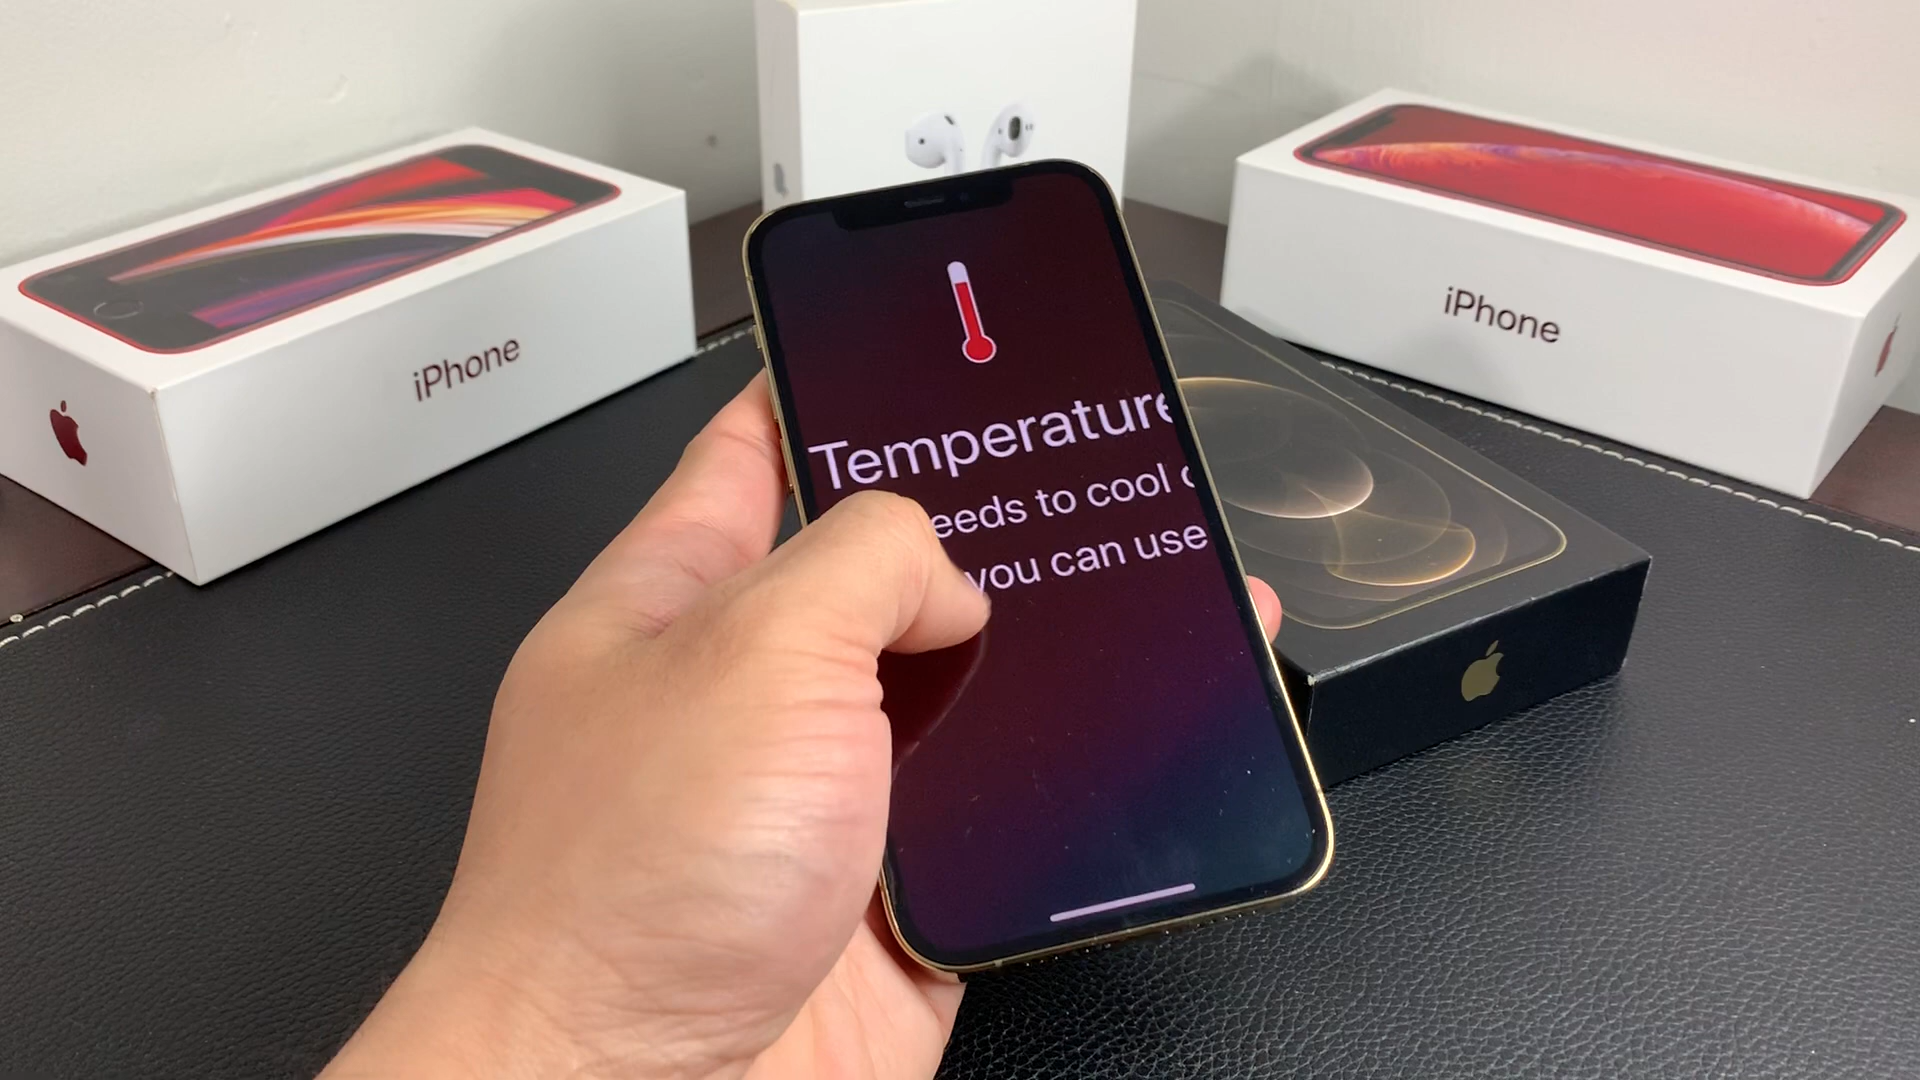 iPhone
iPhone
Temperature
eeds to cool
you can use